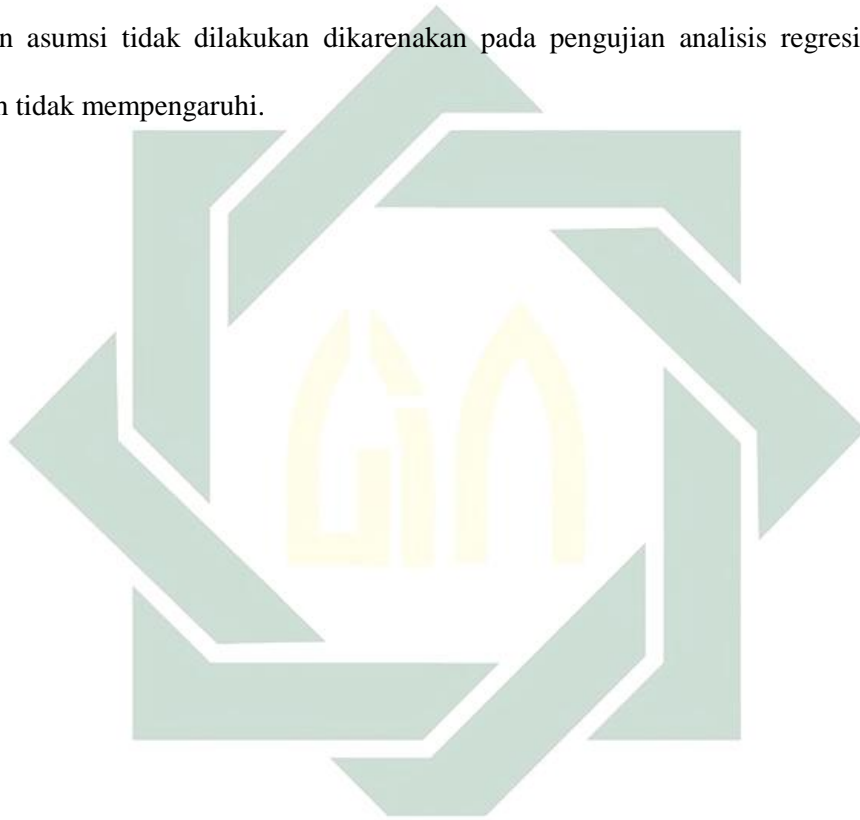 n asumsi tidak dilakukan dikarenakan pada pengujian analisis regresi
n tidak mempengaruhi.